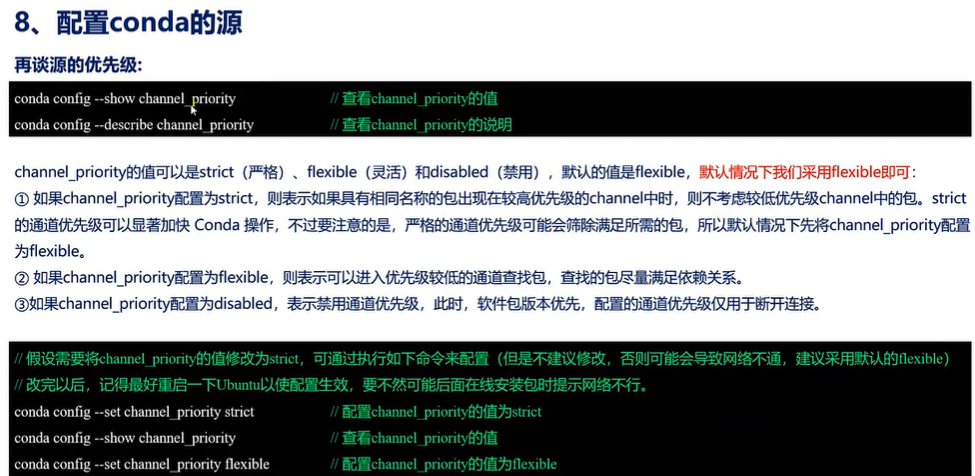 8、配置conda的源
再谈源的优先级:
conda config --show channel_priority // 查看channel_priority的值
conda config --describe channel_priority // 查看channel_priority的说明
channel_priority的值可以是strict（严格）、flexible（灵活）和disabled（禁用），默认的值是flexible，默认情况下我们采用flexible即可：
① 如果channel_priority配置为strict，则表示如果具有相同名称的包出现在较高优先级的channel中时，则不考虑较低优先级channel中的包。strict
的通道优先级可以显著加快 Conda 操作，不过要注意的是，严格的通道优先级可能会筛除满足所需的包，所以默认情况下先将channel_priority配置
为flexible。
② 如果channel_priority配置为flexible，则表示可以进入优先级较低的通道查找包，查找的包尽量满足依赖关系。
③如果channel_priority配置为disabled，表示禁用通道优先级，此时，软件包版本优先，配置的通道优先级仅用于断开连接。
// 假设需要将channel_priority的值修改为strict，可通过执行如下命令来配置（但是不建议修改，否则可能会导致网络不通，建议采用默认的flexible）
// 改完以后，记得最好重启一下Ubuntu以使配置生效，要不然可能后面在线安装包时提示网络不行。
conda config --set channel_priority strict // 配置channel_priority的值为strict
conda config --show channel_priority // 查看channel_priority的值
conda config --set channel_priority flexible // 配置channel_priority的值为flexible